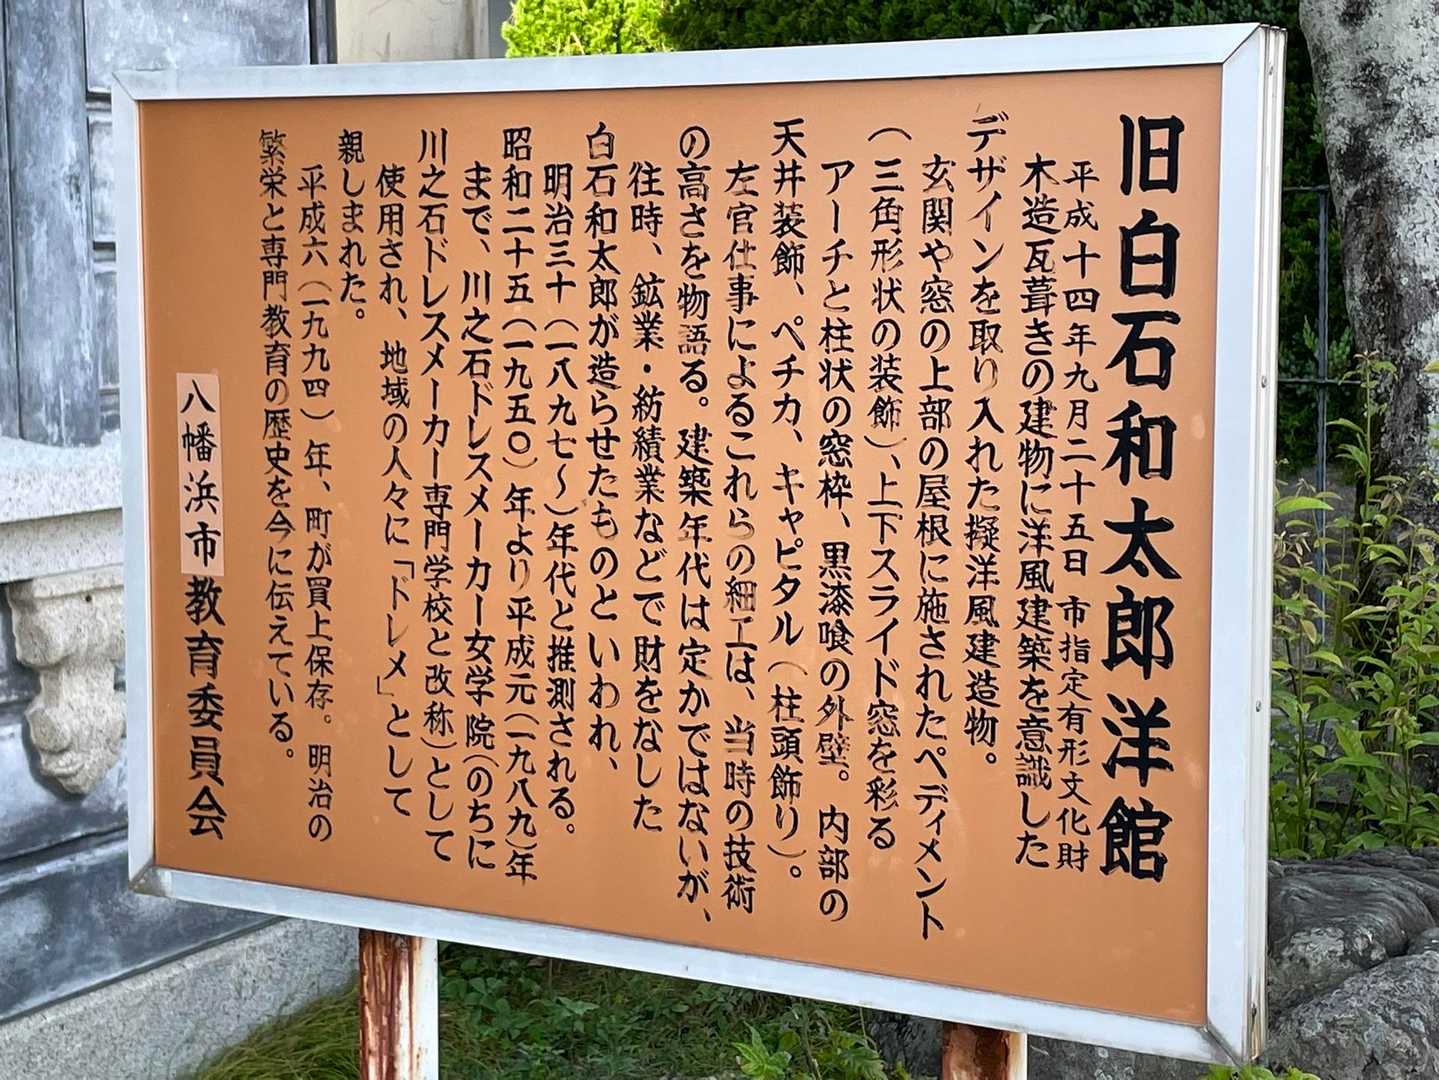 旧白石和太郎洋館
平成十四年九月二十五日 市指定有形文化財
木造瓦葺きの建物に洋風建築を意識した
デザインを取り入れた擬洋風建造物。
玄関や窓の上部の屋根に施されたペディメント
(三角形状の装飾)、上下スライド窓を彩る
アーチと柱状の窓枠、黒漆喰の外壁。内部の
天井装飾、ペチカ、キャピタル(柱頭飾り)。
左官仕事によるこれらの細工は、当時の技術
の高さを物語る。建築年代は定かではないが、
往時、鉱業・紡績業などで財をなした
白石和太郎が造らせたものといわれ、
明治三十(一八九七~)年代と推測される。
昭和二十五(一九五〇)年より平成元(一九八九)年
まで、川之石ドレスメーカー女学院(のちに
川之石ドレスメーカー専門学校と改称)として
使用され、地域の人々に「ドレメ」として
親しまれた。
平成六(一九九四)年、町が買上保存。明治の
繁栄と専門教育の歴史を今に伝えている。
八幡浜市教育委員会